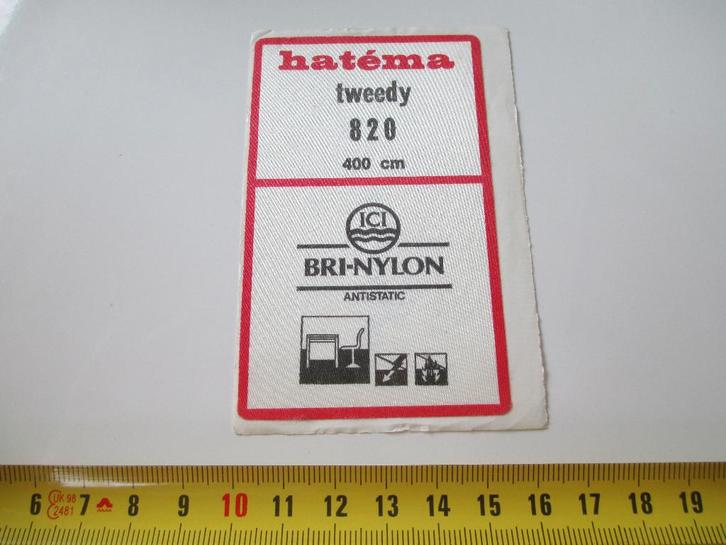 hatéma
tweedy
820
400 cm
ICI
BRI-NYLON
ANTISTATIC
6 UK 98 2481 7 8 9 10 11 12 13 14 15 16 17 18 19